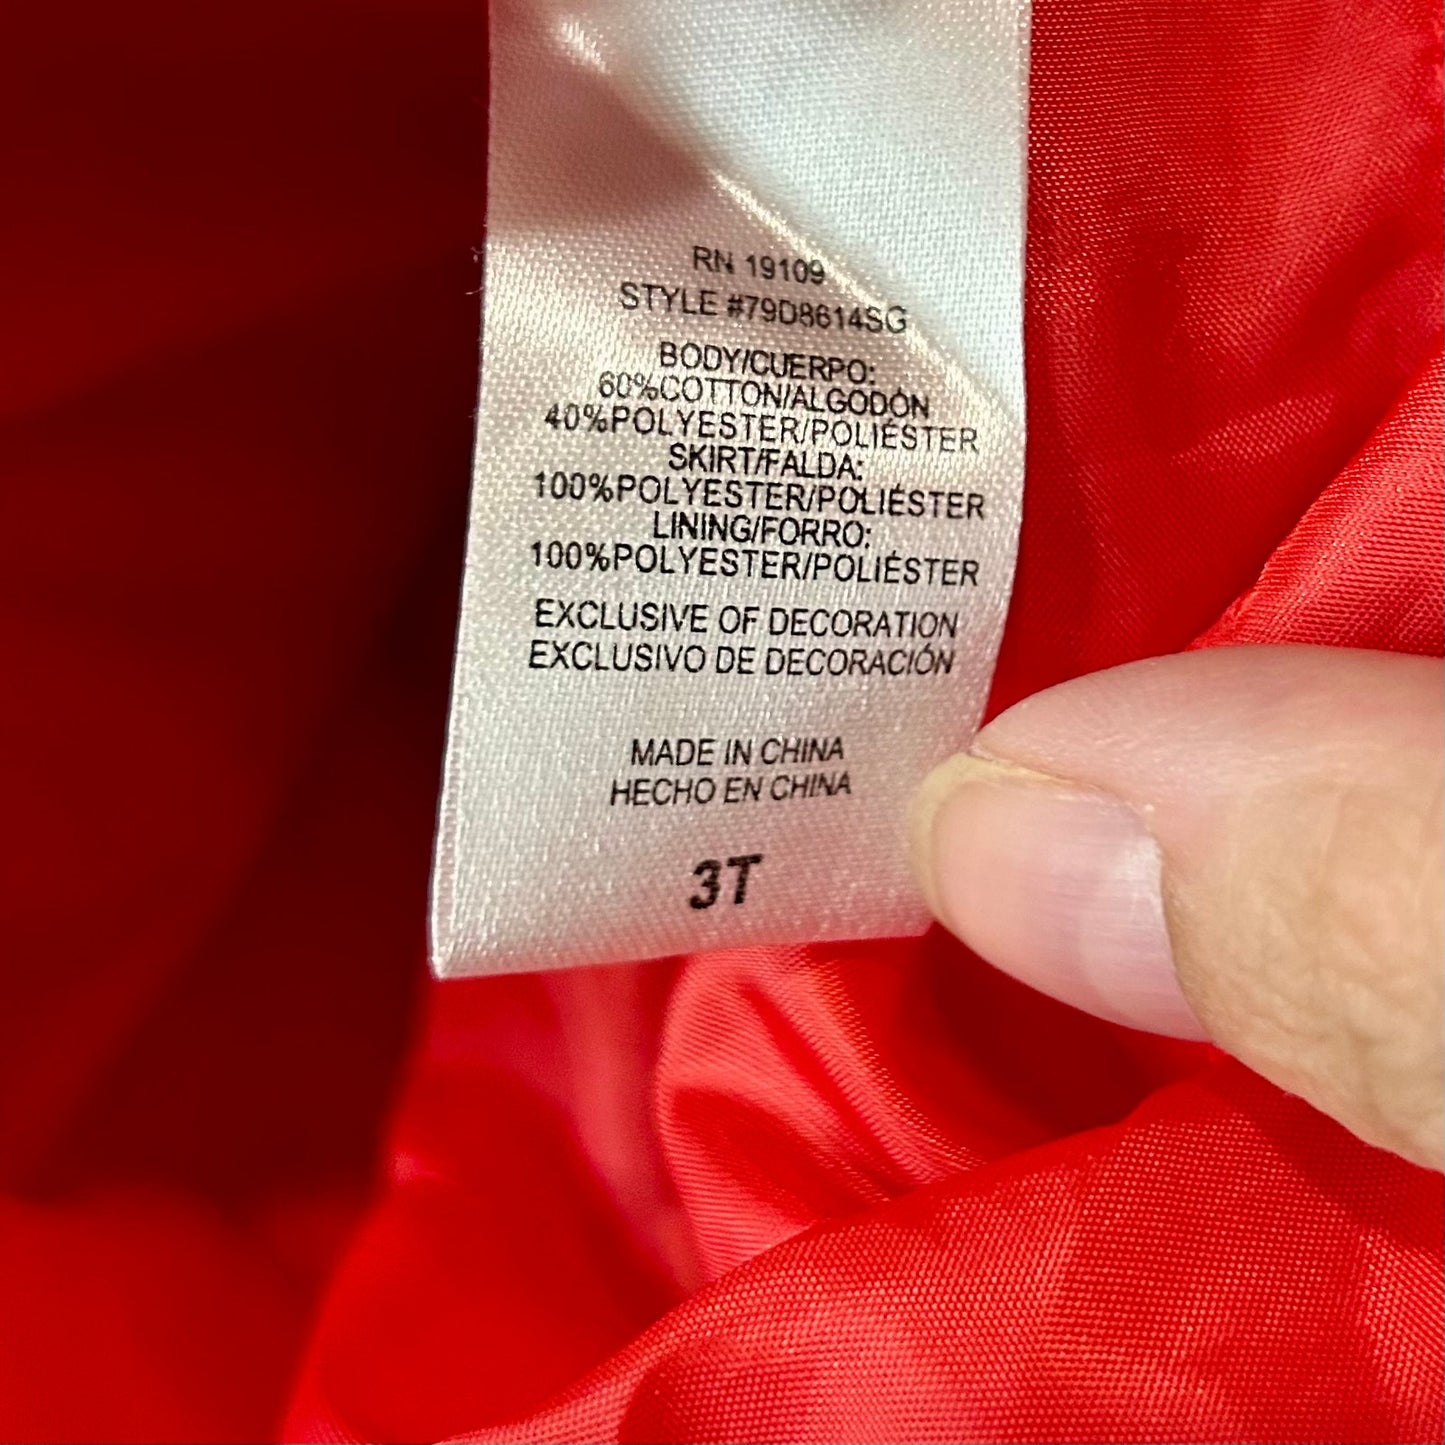 RN 19109
STYLE #79D8614SG
BODY/CUERPO:
60%COTTON/ALGODÓN
40%POLYESTER/POLIÉSTER
SKIRT/FALDA:
100%POLYESTER/POLIÉSTER
LINING/FORRO:
100%POLYESTER/POLIÉSTER
EXCLUSIVE OF DECORATION
EXCLUSIVO DE DECORACIÓN
MADE IN CHINA
HECHO EN CHINA
3T